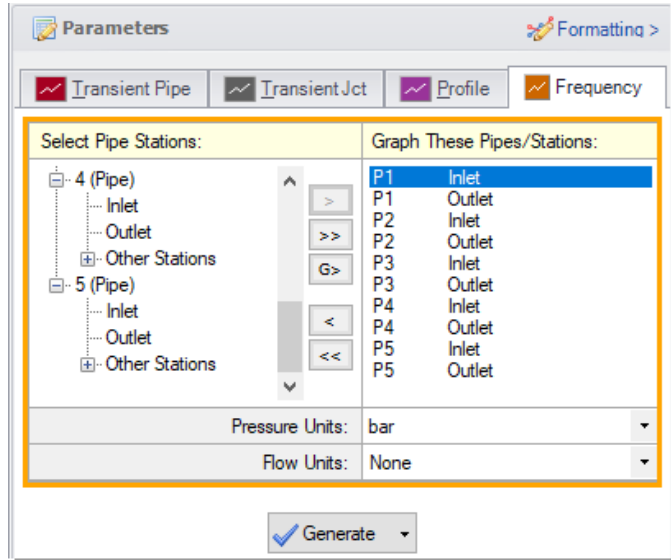 Parameters
Formatting >
Transient Pipe
Transient Jct
Profile
Frequency
Select Pipe Stations:
Graph These Pipes/Stations:
4 (Pipe)
Inlet
Outlet
Other Stations
5 (Pipe)
Inlet
Outlet
Other Stations
>
>>
G>
<
<<
P1 Inlet
P1 Outlet
P2 Inlet
P2 Outlet
P3 Inlet
P3 Outlet
P4 Inlet
P4 Outlet
P5 Inlet
P5 Outlet
Pressure Units: bar
Flow Units: None
Generate